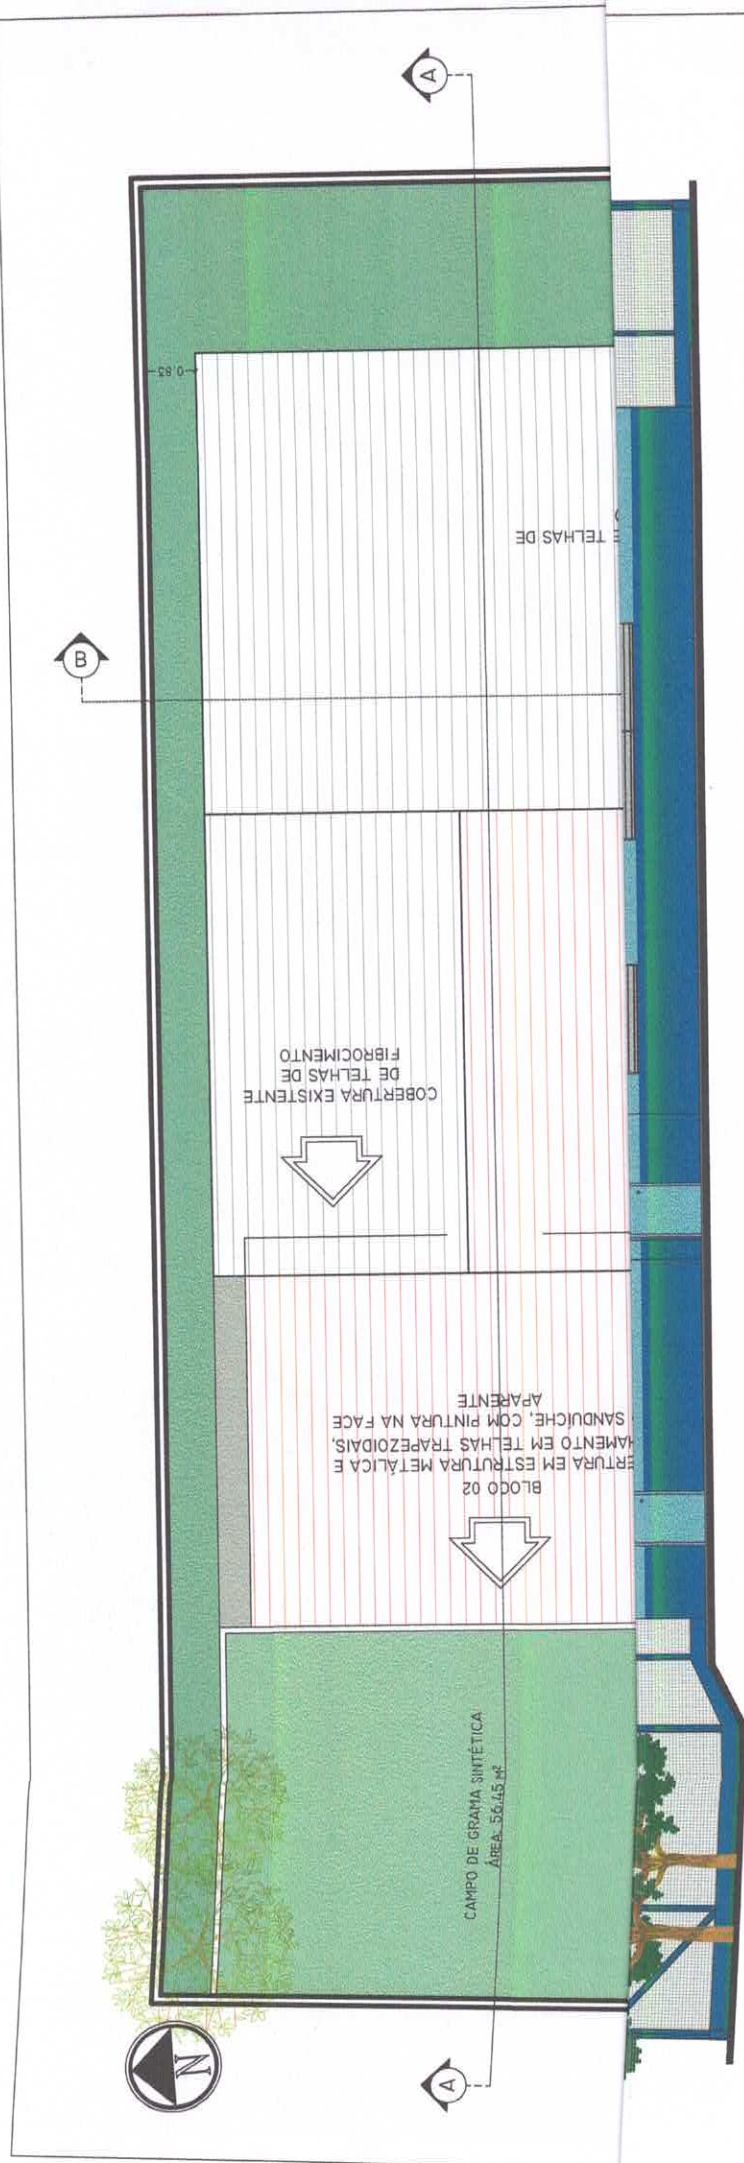 A
0.83
E TELHAS DE
B
COBERTURA EXISTENTE
DE TELHAS DE
FIBROCIMENTO
BLOCO 02
ERTURA EM ESTRUTURA METÁLICA E
HAMENTO EM TELHAS TRAPEZOIDAIS,
SANDUÍCHE, COM PINTURA NA FACE
APARENTE
CAMPO DE GRAMA SINTÉTICA
ÁREA: 56.45 M²
N
A